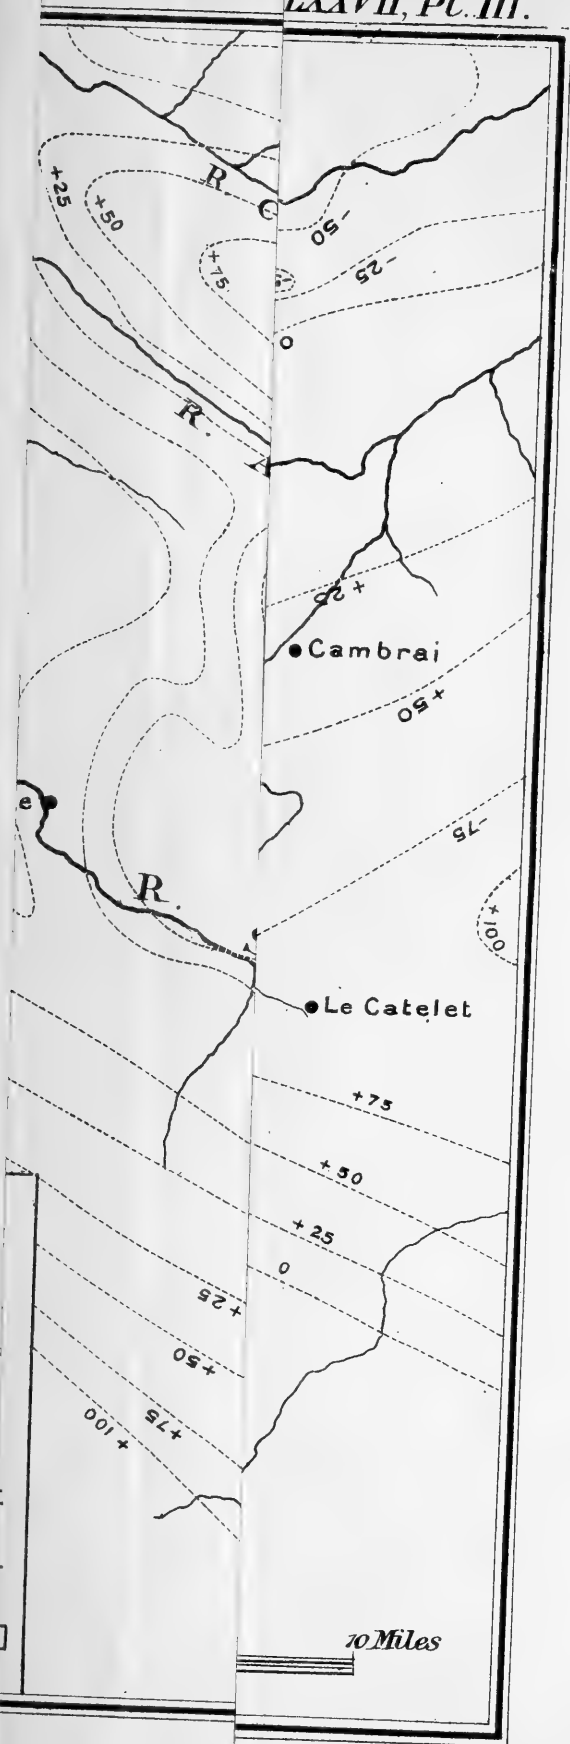 LXXVII, Pt. III.
+25
+50
R.
C
-50
+75
-25
0
R.
A
+25
Cambrai
+50
e
-75
R.
+100
Le Catelet
+75
+50
+25
0
+25
+50
+75
+100
10 Miles